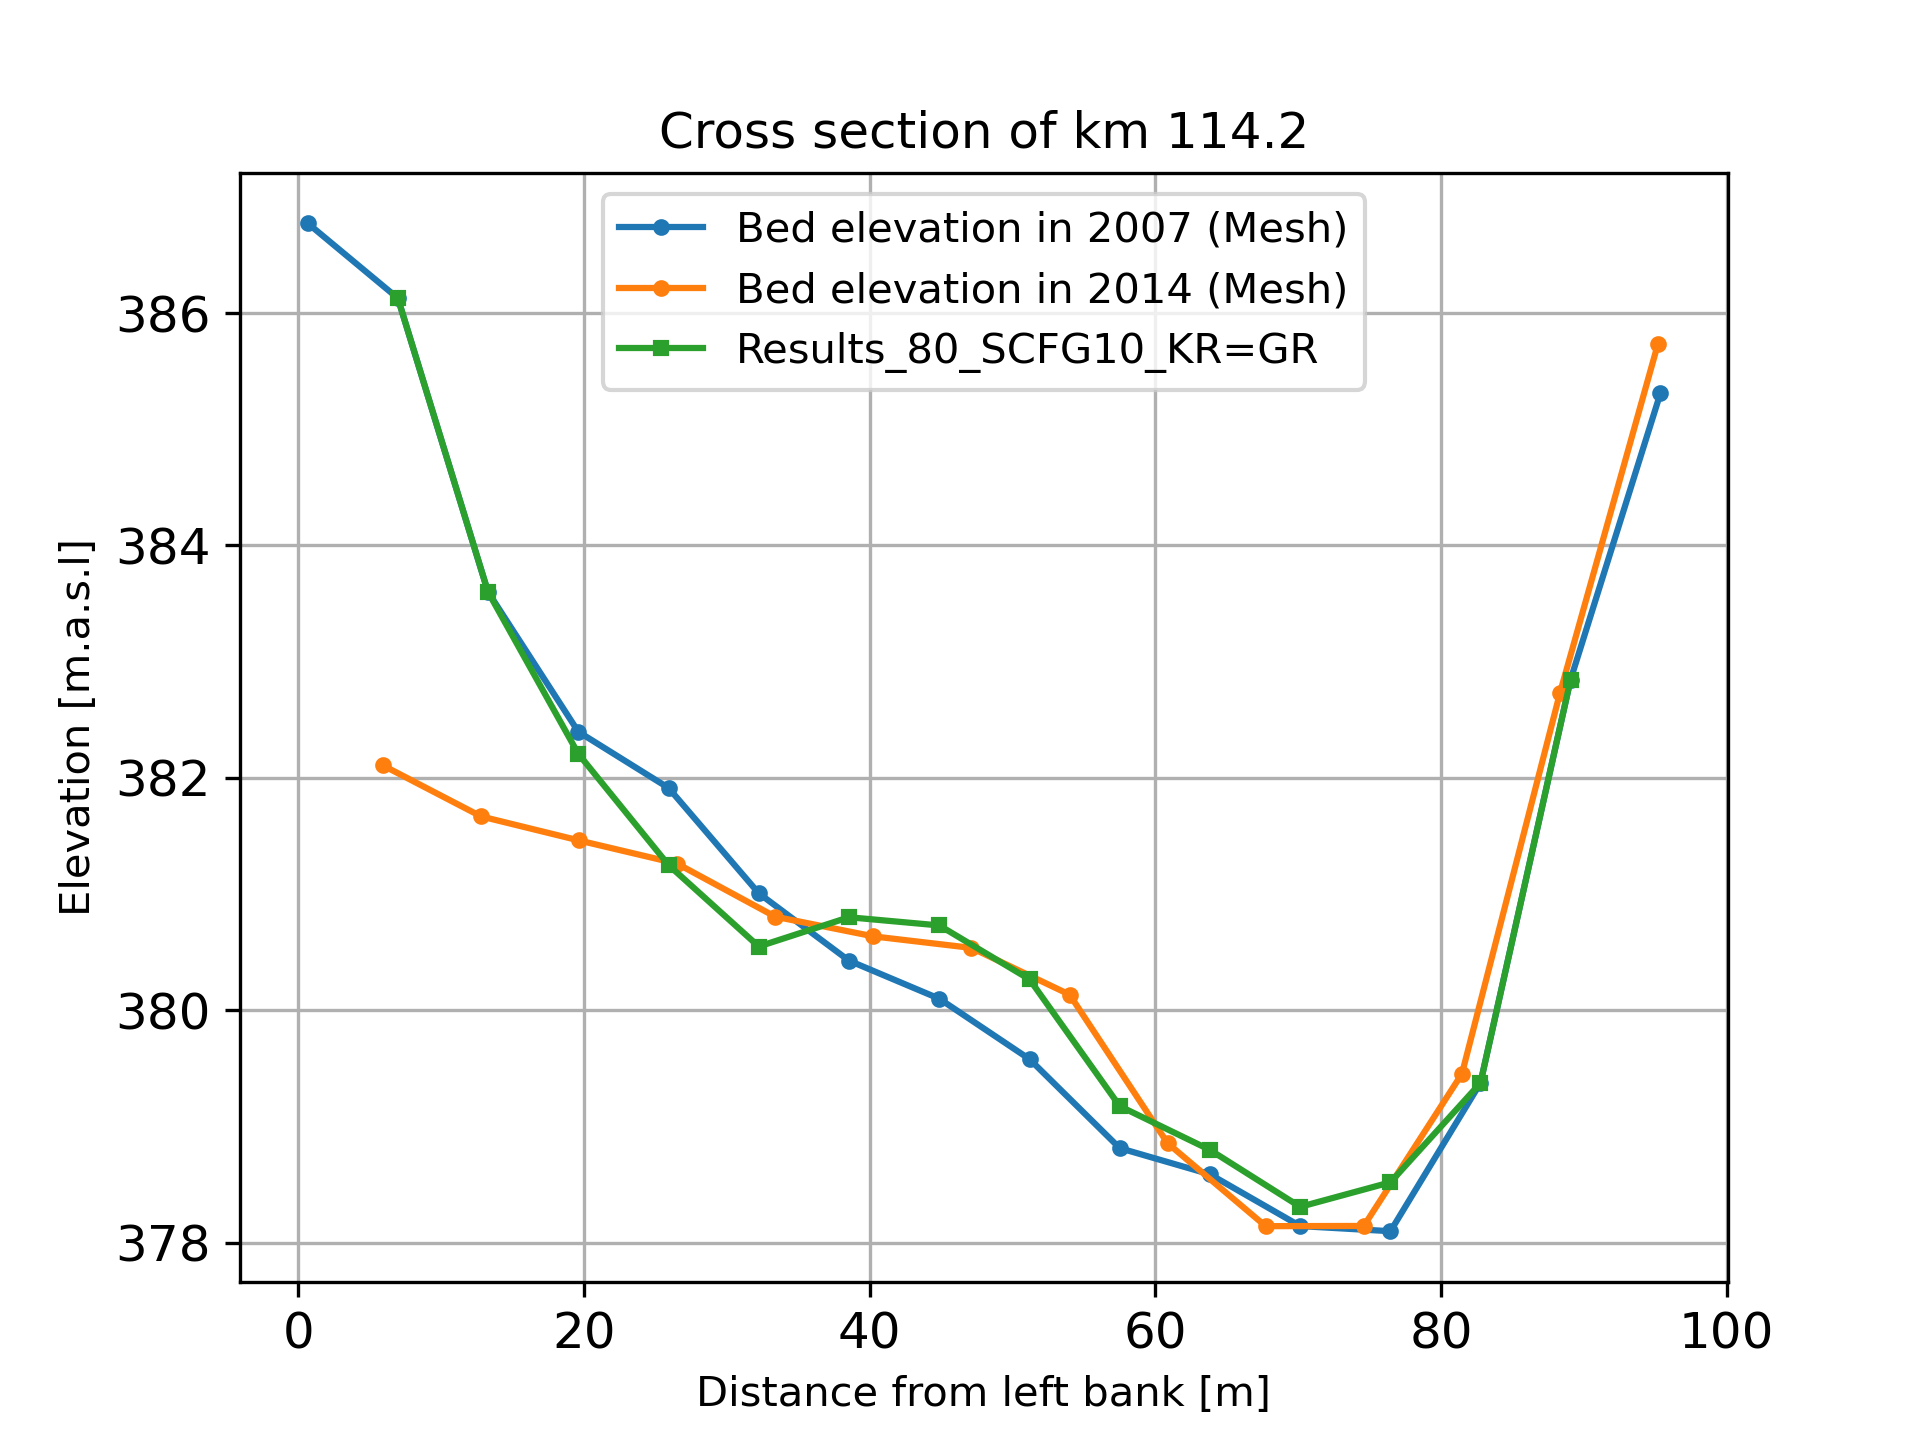 Cross section of km 114.2
Bed elevation in 2007 (Mesh)
Bed elevation in 2014 (Mesh)
Results_80_SCFG10_KR=GR
Elevation [m.a.s.l]
386
384
382
380
378
0 20 40 60 80 100
Distance from left bank [m]